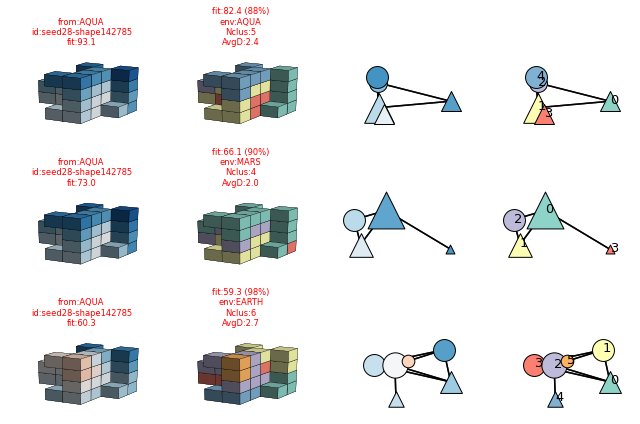 from:AQUA
id:seed28-shape142785
fit:93.1
fit:82.4 (88%)
env:AQUA
Nclus:5
AvgD:2.4
4
2
1
3
0
from:AQUA
id:seed28-shape142785
fit:73.0
fit:66.1 (90%)
env:MARS
Nclus:4
AvgD:2.0
0
2
1
3
from:AQUA
id:seed28-shape142785
fit:60.3
fit:59.3 (98%)
env:EARTH
Nclus:6
AvgD:2.7
1
3
2
5
0
4